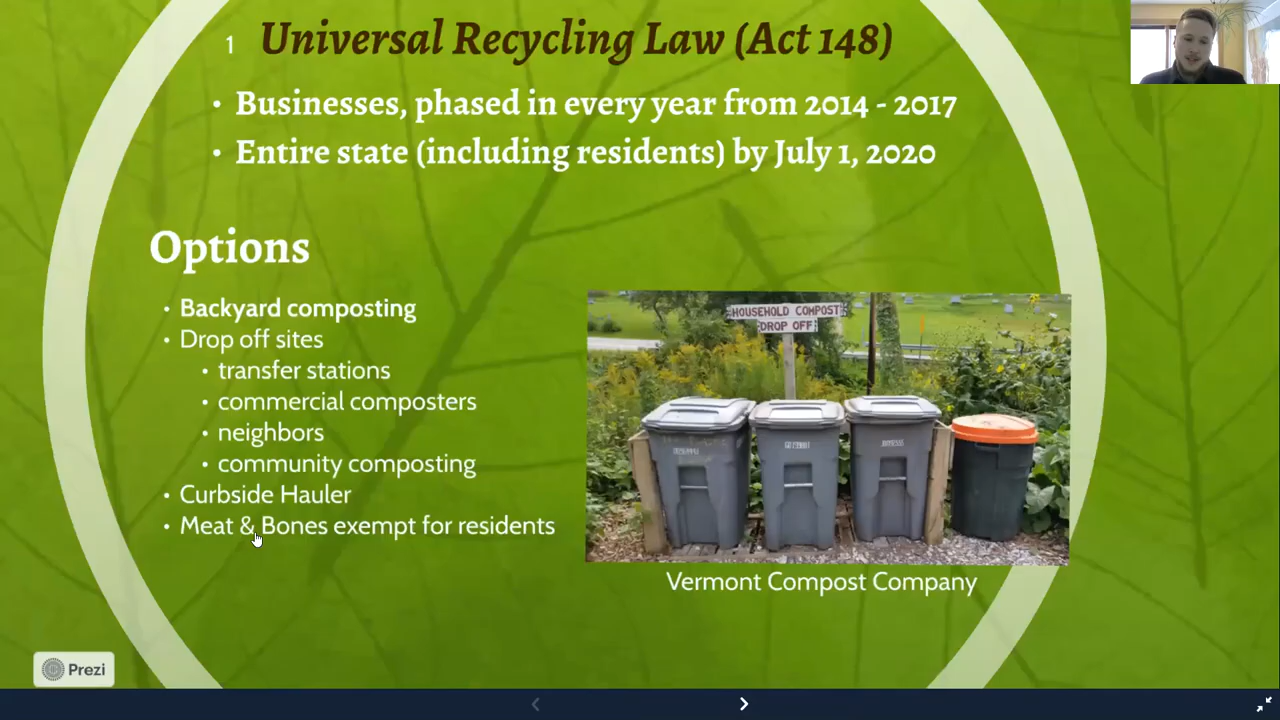 1 Universal Recycling Law (Act 148)
• Businesses, phased in every year from 2014 - 2017
• Entire state (including residents) by July 1, 2020
Options
• Backyard composting
• Drop off sites
• transfer stations
• commercial composters
• neighbors
• community composting
• Curbside Hauler
• Meat & Bones exempt for residents
HOUSEHOLD COMPOST
DROP OFF
Vermont Compost Company
Prezi